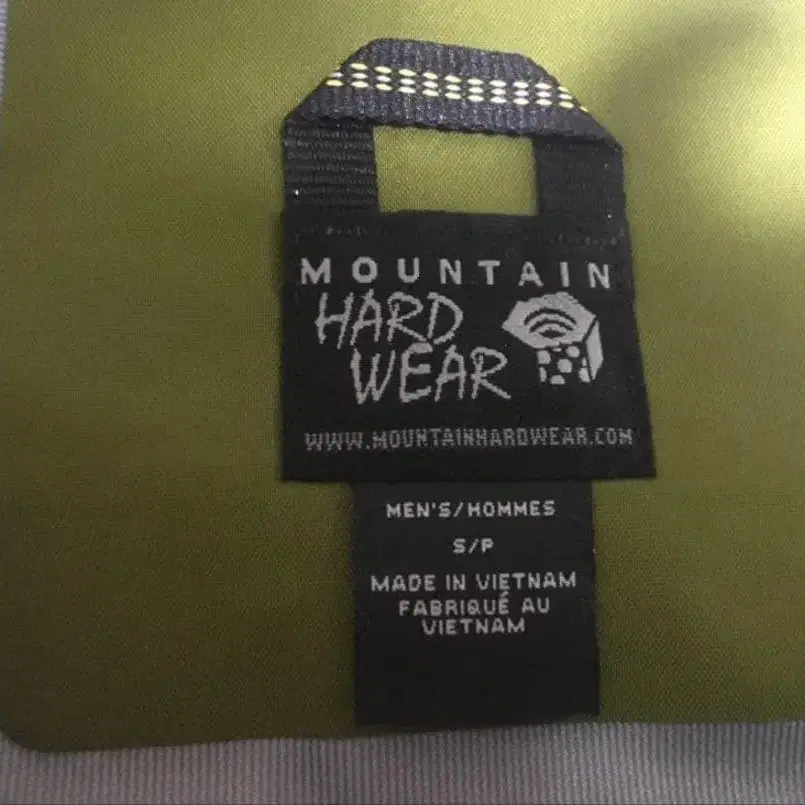 MOUNTAIN
HARD
WEAR
WWW.MOUNTAINHARDWEAR.COM
MEN'S/HOMMES
S/P
MADE IN VIETNAM
FABRIQUÉ AU
VIETNAM